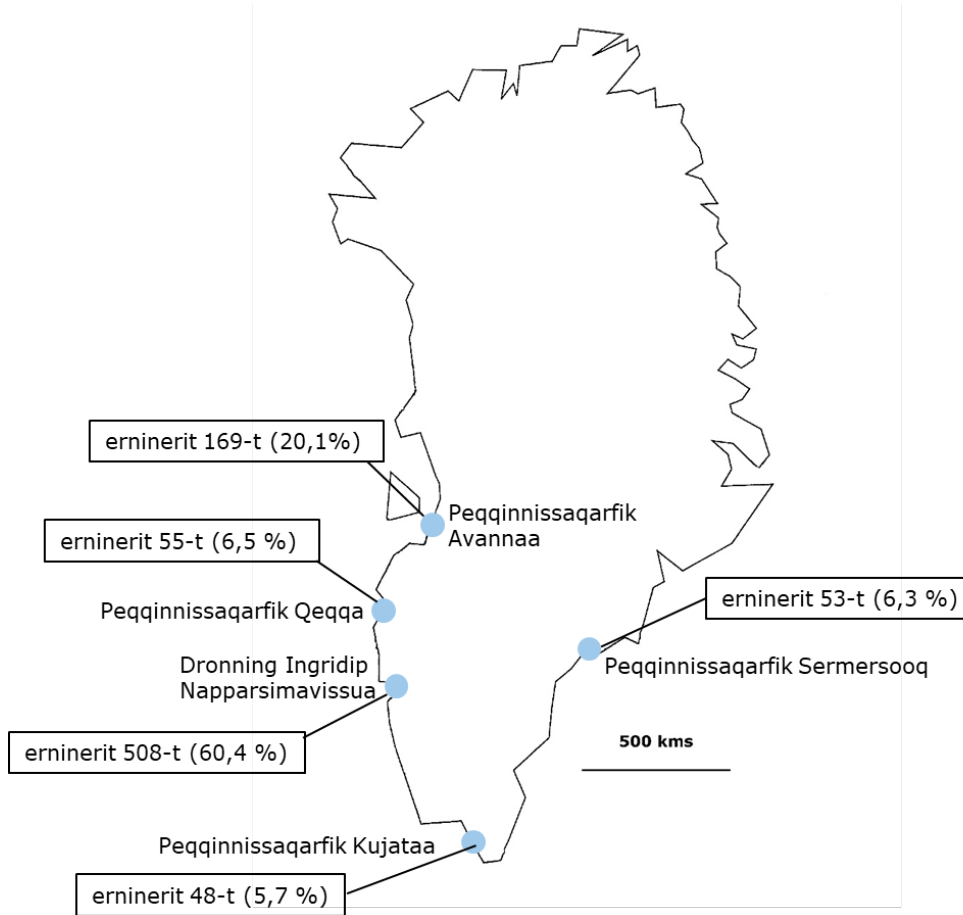 erninerit 169-t (20,1%)
Peqqinnissaqarfik
Avannaa
erninerit 55-t (6,5 %)
Peqqinnissaqarfik Qeqqa
erninerit 53-t (6,3 %)
Peqqinnissaqarfik Sermersooq
Dronning Ingridip
Napparsimavissua
erninerit 508-t (60,4 %)
500 kms
Peqqinnissaqarfik Kujataa
erninerit 48-t (5,7 %)